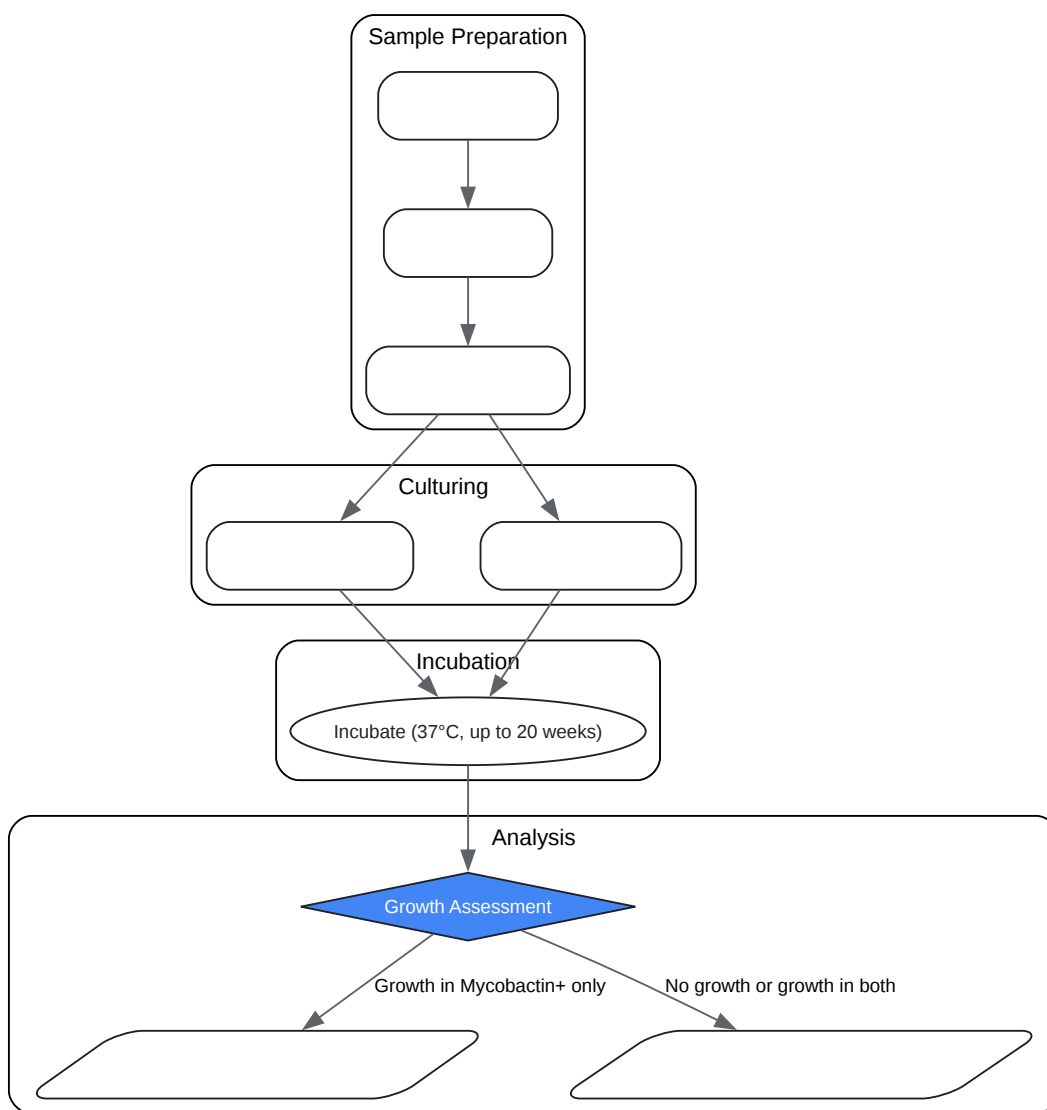 Sample Preparation
Culturing
Incubation
Incubate (37°C, up to 20 weeks)
Analysis
Growth Assessment
Growth in Mycobactin+ only
No growth or growth in both